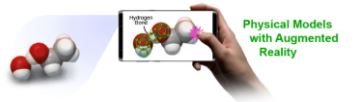 Hydrogen
Bond
Physical Models
with Augmented
Reality